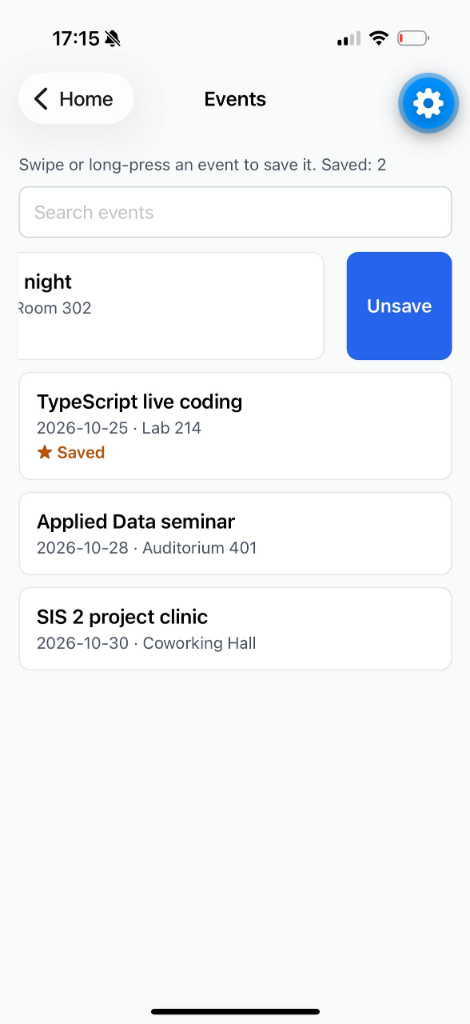 17:15
Home
Events
Swipe or long-press an event to save it. Saved: 2
Search events
night
Room 302
Unsave
TypeScript live coding
2026-10-25 · Lab 214
★ Saved
Applied Data seminar
2026-10-28 · Auditorium 401
SIS 2 project clinic
2026-10-30 · Coworking Hall